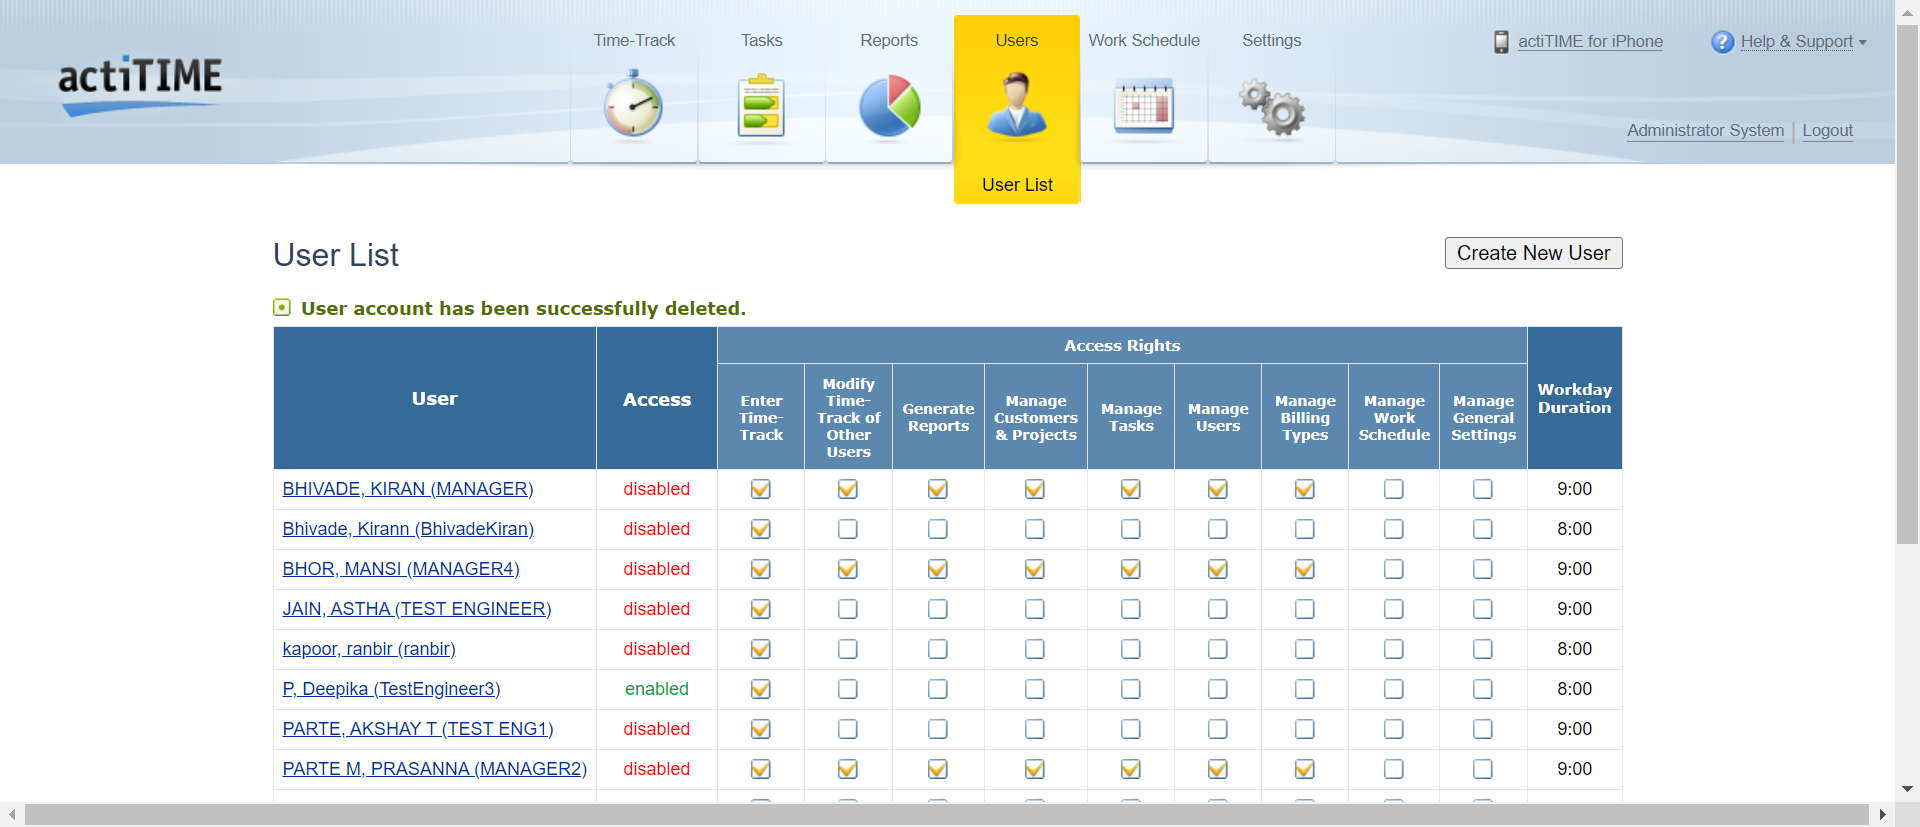 Time-Track
Tasks
Reports
Users
Work Schedule
Settings
actiTIME for iPhone
Help & Support
actiTIME
Administrator System
Logout
User List
User List
Create New User
User account has been successfully deleted.
User
Access
Access Rights
Workday
Duration
Enter
Time-
Track
Modify
Time-
Track of
Other
Users
Generate
Reports
Manage
Customers
& Projects
Manage
Tasks
Manage
Users
Manage
Billing
Types
Manage
Work
Schedule
Manage
General
Settings
BHIVADE, KIRAN (MANAGER) disabled 9:00
Bhivade, Kirann (BhivadeKiran) disabled 8:00
BHOR, MANSI (MANAGER4) disabled 9:00
JAIN, ASTHA (TEST ENGINEER) disabled 9:00
kapoor, ranbir (ranbir) disabled 8:00
P, Deepika (TestEngineer3) enabled 8:00
PARTE, AKSHAY T (TEST ENG1) disabled 9:00
PARTE M, PRASANNA (MANAGER2) disabled 9:00